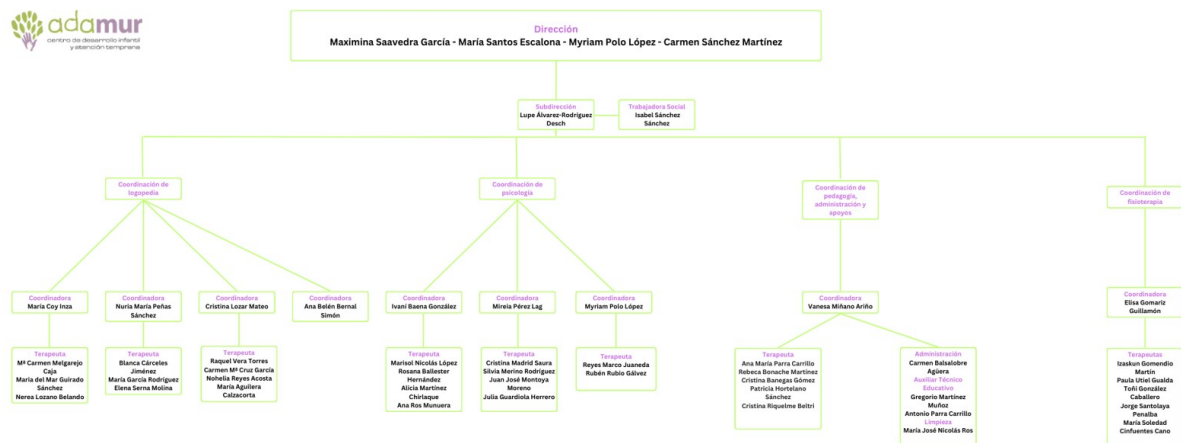 adamur
centro de desarrollo infantil
y atención temprana
Dirección
Maximina Saavedra García - María Santos Escalona - Myriam Polo López - Carmen Sánchez Martínez
Subdirección
Lupe Álvarez-Rodríguez
Desch
Trabajadora Social
Isabel Sánchez
Sánchez
Coordinación de
logopedia
Coordinación de
psicología
Coordinación de
pedagogía,
administración y
apoyos
Coordinación de
fisioterapia
Coordinadora
María Coy Inza
Coordinadora
Nuria María Peñas
Sánchez
Coordinadora
Cristina Lozar Mateo
Ana Belén Bernal
Simón
Coordinadora
Ivani Baena González
Coordinadora
Mireia Pérez Lag
Coordinadora
Myriam Polo López
Coordinadora
Vanesa Miñano Ariño
Coordinadora
Elisa Gomariz
Guillamón
Terapeuta
Mª Carmen Melgarejo
Caja
Maria del Mar Guirado
Sánchez
Nerea Lozano Belando
Terapeuta
Blanca Cárceles
Jiménez
María García Rodríguez
Elena Serna Molina
Terapeuta
Raquel Vera Torres
Carmen Mª Cruz García
Nohelia Reyes Acosta
María Aguilera
Calzacorta
Terapeuta
Marisol Nicolás López
Rosana Ballester
Hernández
Alicia Martínez
Chirlaque
Ana Ros Munuera
Terapeuta
Cristina Madrid Saura
Silvia Merino Rodríguez
Juan José Montoya
Moreno
Julia Guardiola Herrero
Terapeuta
Reyes Marco Juaneda
Rubén Rubio Gálvez
Terapeuta
Ana María Parra Carrillo
Rebeca Bonache Martínez
Cristina Banegas Gómez
Patricia Hortelano
Sánchez
Cristina Riquelme Beltri
Administración
Carmen Balsalobre
Agüera
Auxiliar Técnico
Educativo
Gregorio Martínez
Muñoz
Antonio Parra Carrillo
Limpieza
María José Nicolás Ros
Terapeutas
Izaskun Gomendio
Martín
Paula Utiel Gualda
Toñi González
Caballero
Jorge Santolaya
Penalba
María Soledad
Cinfuentes Cano